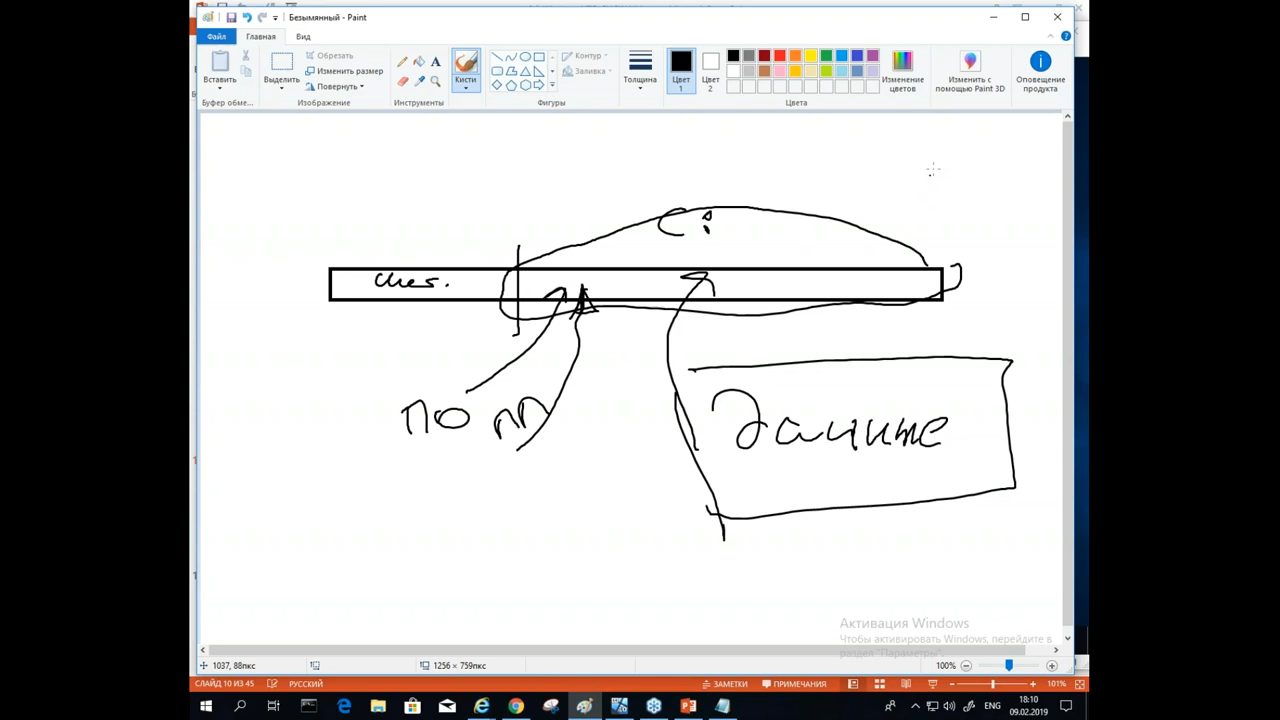 Безымянный - Paint
Файл
Главная
Вид
Вставить
Выделить
Обрезать
Изменить размер
Повернуть
Кисти
Контур
Заливка
Толщина
Цвет 1
Цвет 2
Изменение цветов
Изменить с помощью Paint 3D
Оповещение продукта
Буфер обме...
Изображение
Инструменты
Фигуры
Цвета
C:
ПО
Активация Windows
Чтобы активировать Windows, перейдите в
раздел "Параметры".
1037, 88пкс
1256 × 759пкс
100%
СЛАЙД 10 ИЗ 45
РУССКИЙ
ЗАМЕТКИ
ПРИМЕЧАНИЯ
101%
ENG
18:10
09.02.2019